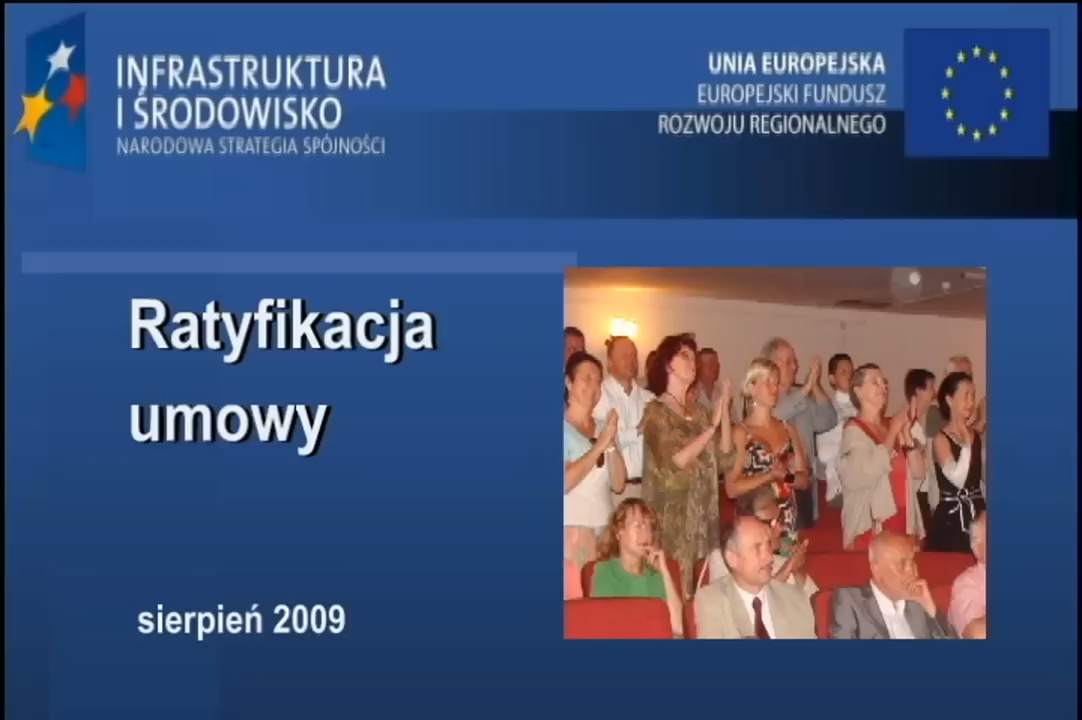 INFRASTRUKTURA
I ŚRODOWISKO
NARODOWA STRATEGIA SPÓJNOŚCI
UNIA EUROPEJSKA
EUROPEJSKI FUNDUSZ
ROZWOJU REGIONALNEGO
Ratyfikacja
umowy
sierpień 2009